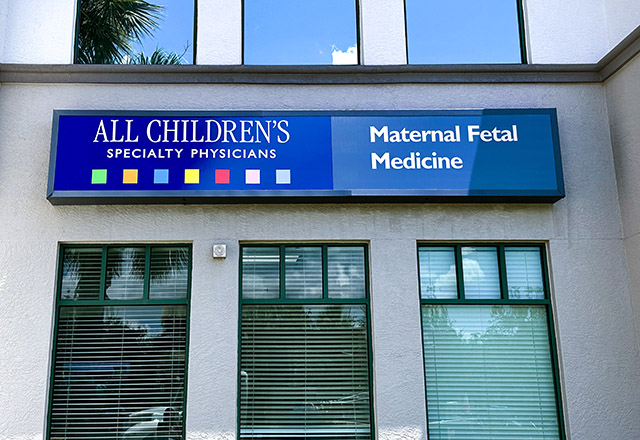 ALL CHILDREN'S
SPECIALTY PHYSICIANS
Maternal Fetal
Medicine